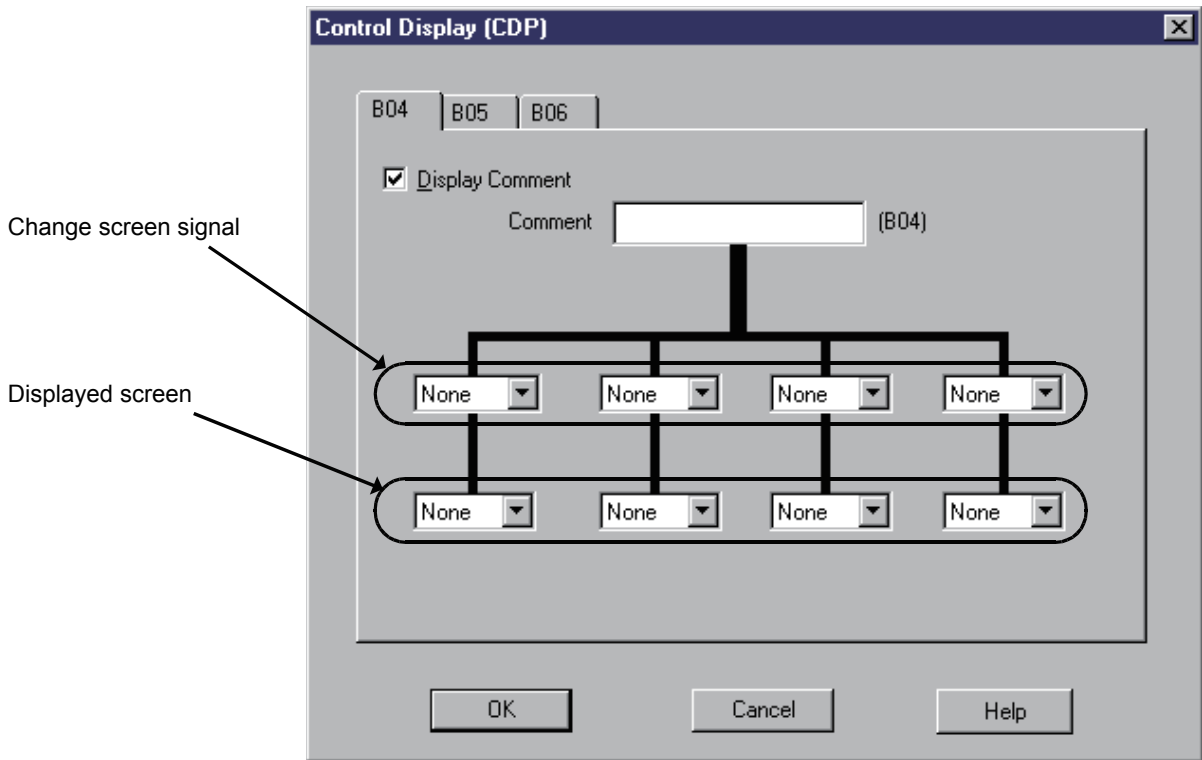 Control Display (CDP)
B04 B05 B06
Display Comment
Comment (B04)
Change screen signal
None None None None
Displayed screen
None None None None
OK Cancel Help